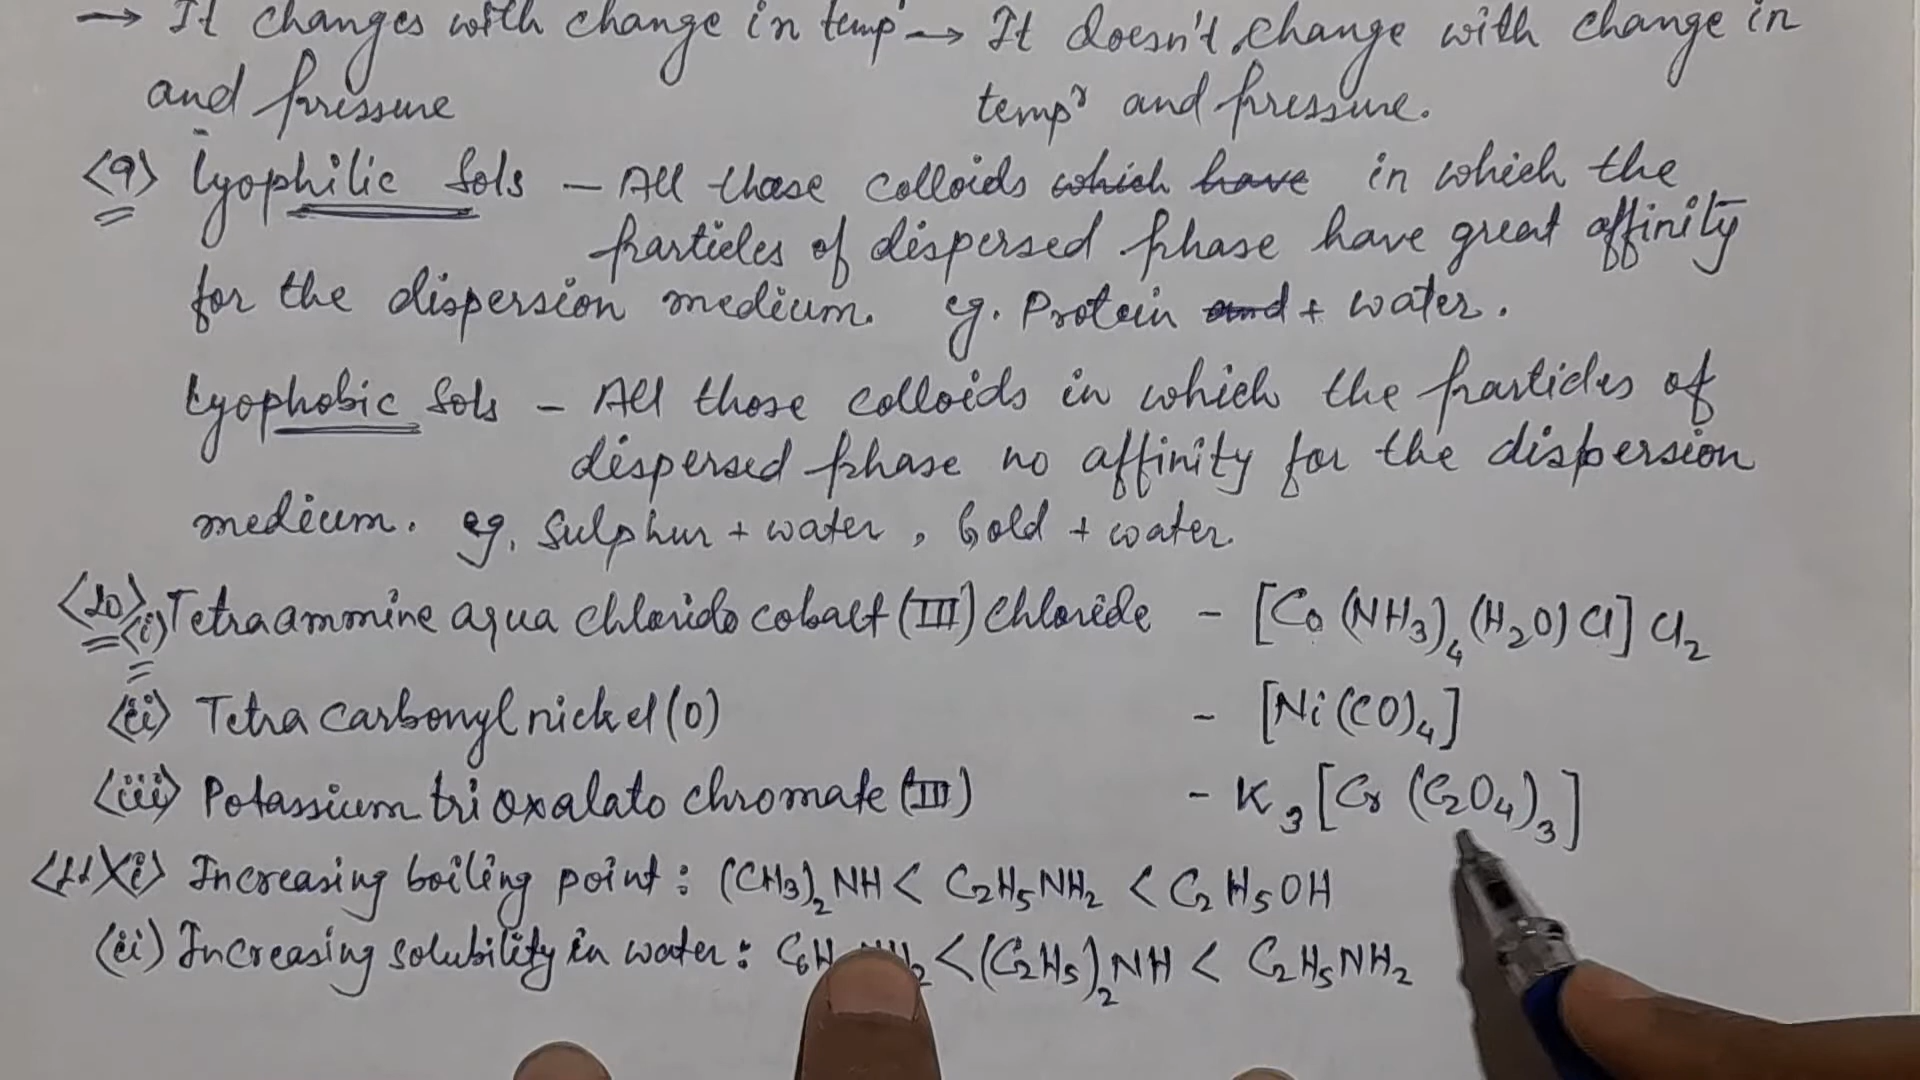 → It changes with change in temp → It doesn't change with change in
and pressure tempr and pressure.
<9> Lyophilic Sols – All those colloids which have in which the
particles of dispersed phase have great affinity
for the dispersion medium. eg. Protein and + water.
Lyophobic Sols – All those colloids in which the particles of
dispersed phase no affinity for the dispersion
medium. eg. Sulphur + water, Gold + water.
<10> <i> Tetraammine aqua chlorido cobalt (III) chloride - [Co(NH3)4(H2O)Cl]Cl2
<ii> Tetra carbonyl nickel (0) - [Ni(CO)4]
<iii> Potassium trioxalato chromate (III) - K3[Cr(C2O4)3]
<11><i> Increasing boiling point : (CH3)2NH < C2H5NH2 < C2H5OH
(ii) Increasing solubility in water : < (C2H5)2NH < C2H5NH2